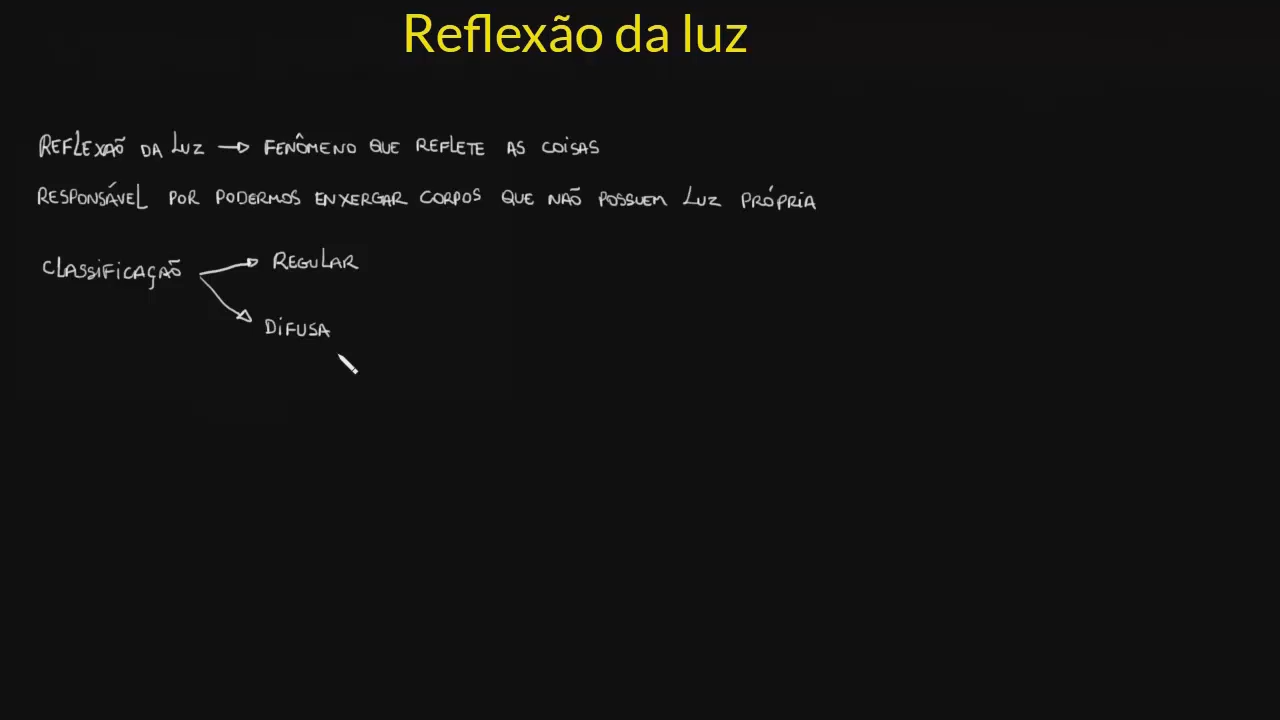 Reflexão da luz
REFLEXÃO DA LUZ → FENÔMENO QUE REFLETE AS COISAS
RESPONSÁVEL POR PODERMOS ENXERGAR CORPOS QUE NÃO POSSUEM LUZ PRÓPRIA
CLASSIFICAÇÃO
REGULAR
DIFUSA